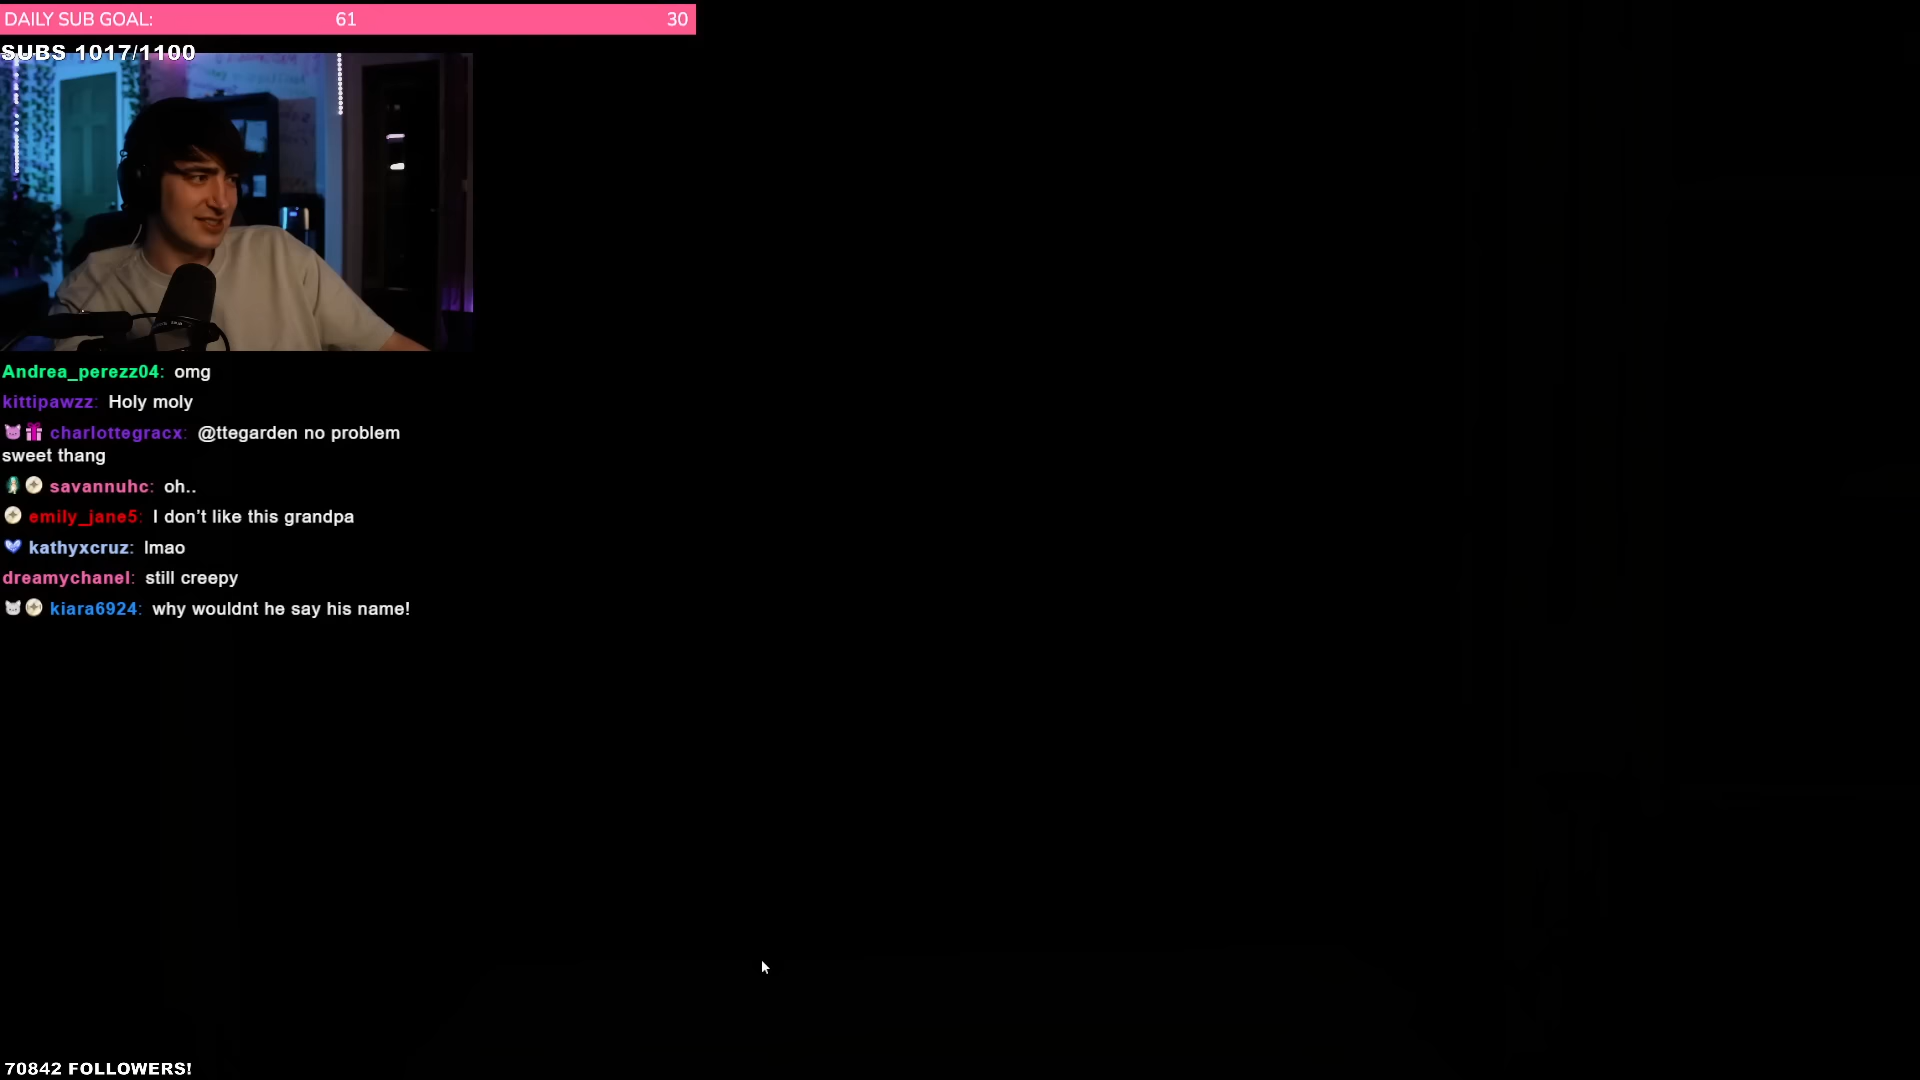 DAILY SUB GOAL: 61 30
SUBS 1017/1100
Andrea_perezz04: omg
kittipawzz: Holy moly
charlottegracx: @ttegarden no problem
sweet thang
savannuhc: oh..
emily_jane5: I don't like this grandpa
kathyxcruz: lmao
dreamychanel: still creepy
kiara6924: why wouldnt he say his name!
70842 FOLLOWERS!